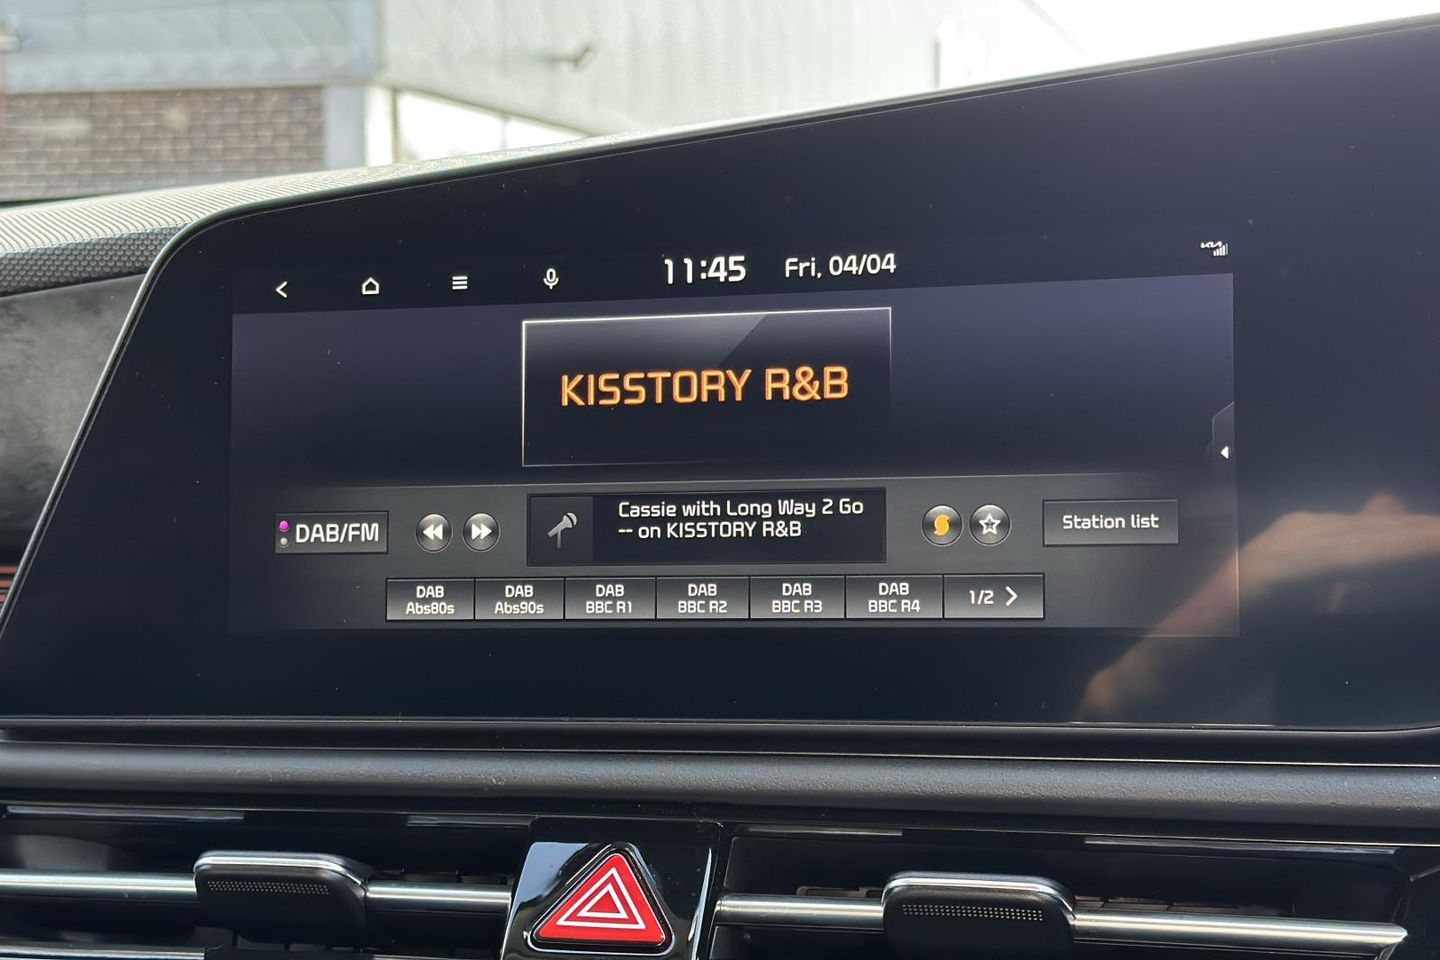 11:45 Fri, 04/04
KIA
KISSTORY R&B
DAB/FM
Cassie with Long Way 2 Go
-- on KISSTORY R&B
Station list
DAB
Abs80s
DAB
Abs90s
DAB
BBC R1
DAB
BBC R2
DAB
BBC R3
DAB
BBC R4
1/2